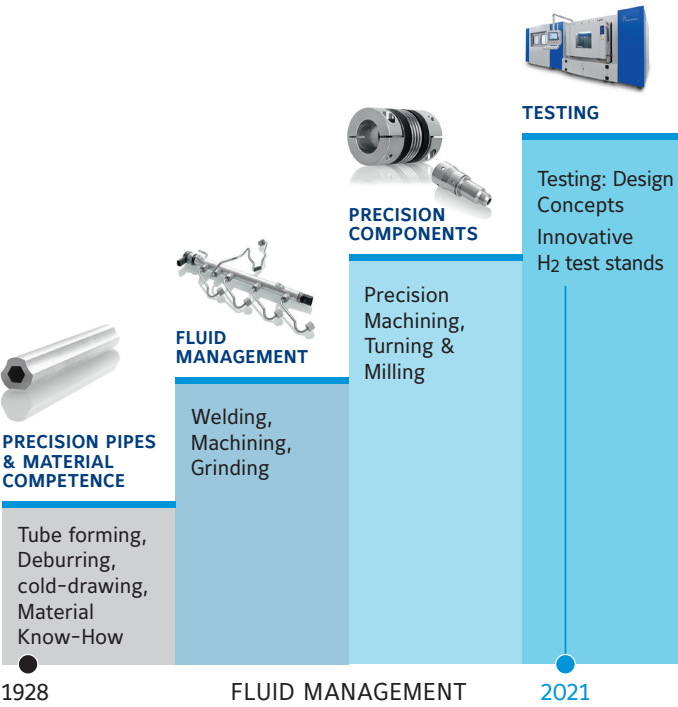 TESTING
Testing: Design
Concepts
Innovative
H2 test stands
PRECISION
COMPONENTS
Precision
Machining,
Turning &
Milling
FLUID
MANAGEMENT
Welding,
Machining,
Grinding
PRECISION PIPES
& MATERIAL
COMPETENCE
Tube forming,
Deburring,
cold-drawing,
Material
Know-How
1928
FLUID MANAGEMENT
2021